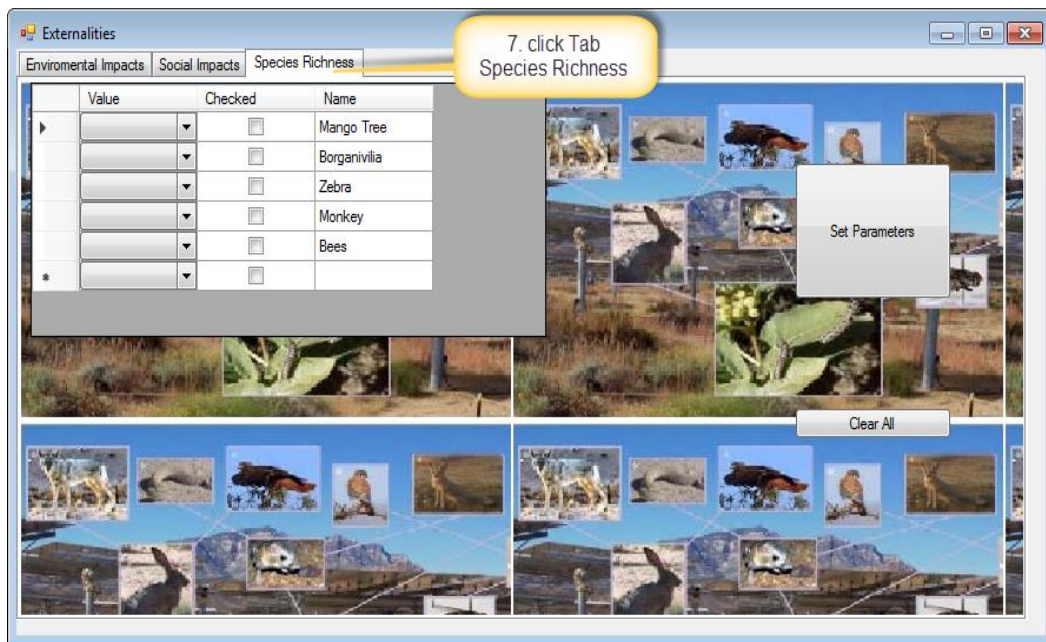 Externalities
7. click Tab
Species Richness
Enviromental Impacts Social Impacts Species Richness
Value Checked Name
Mango Tree
Borganivilia
Zebra
Monkey
Bees
Set Parameters
Clear All